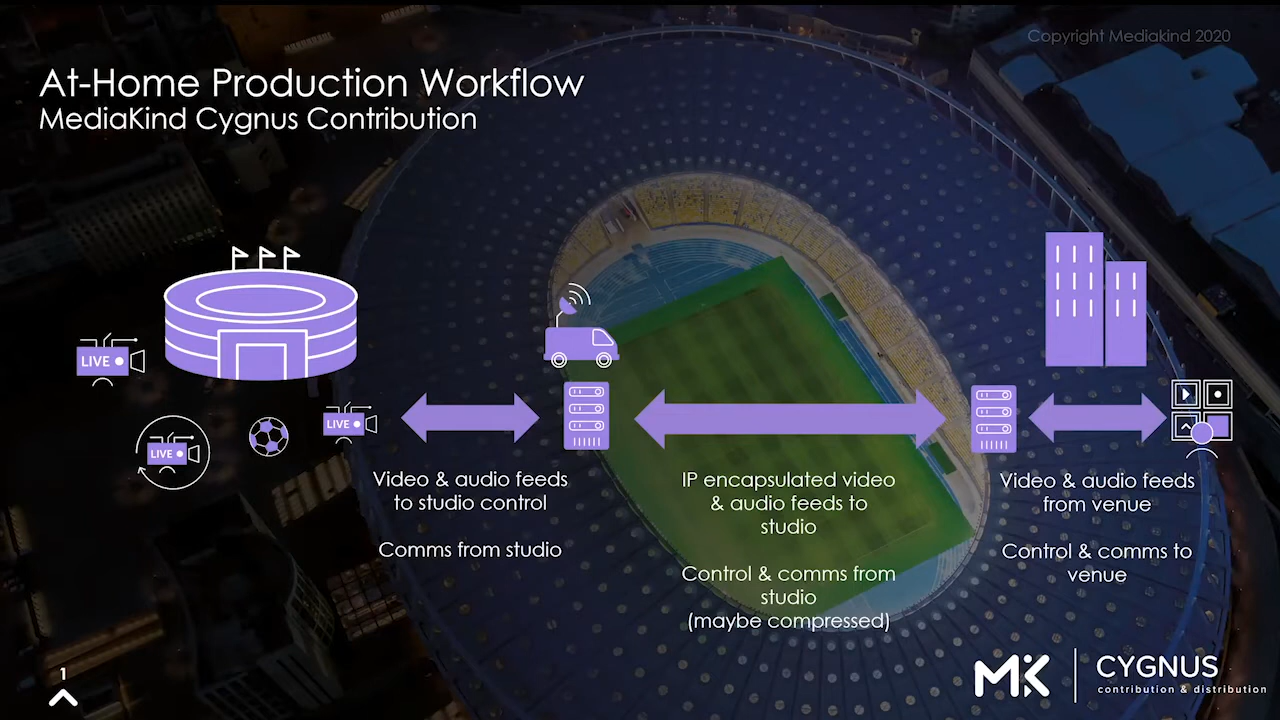 Copyright Mediakind 2020
At-Home Production Workflow
MediaKind Cygnus Contribution
LIVE
LIVE
LIVE
Video & audio feeds
to studio control
Comms from studio
IP encapsulated video
& audio feeds to
studio
Control & comms from
studio
(maybe compressed)
Video & audio feeds
from venue
Control & comms to
venue
1
MK
CYGNUS
contribution & distribution